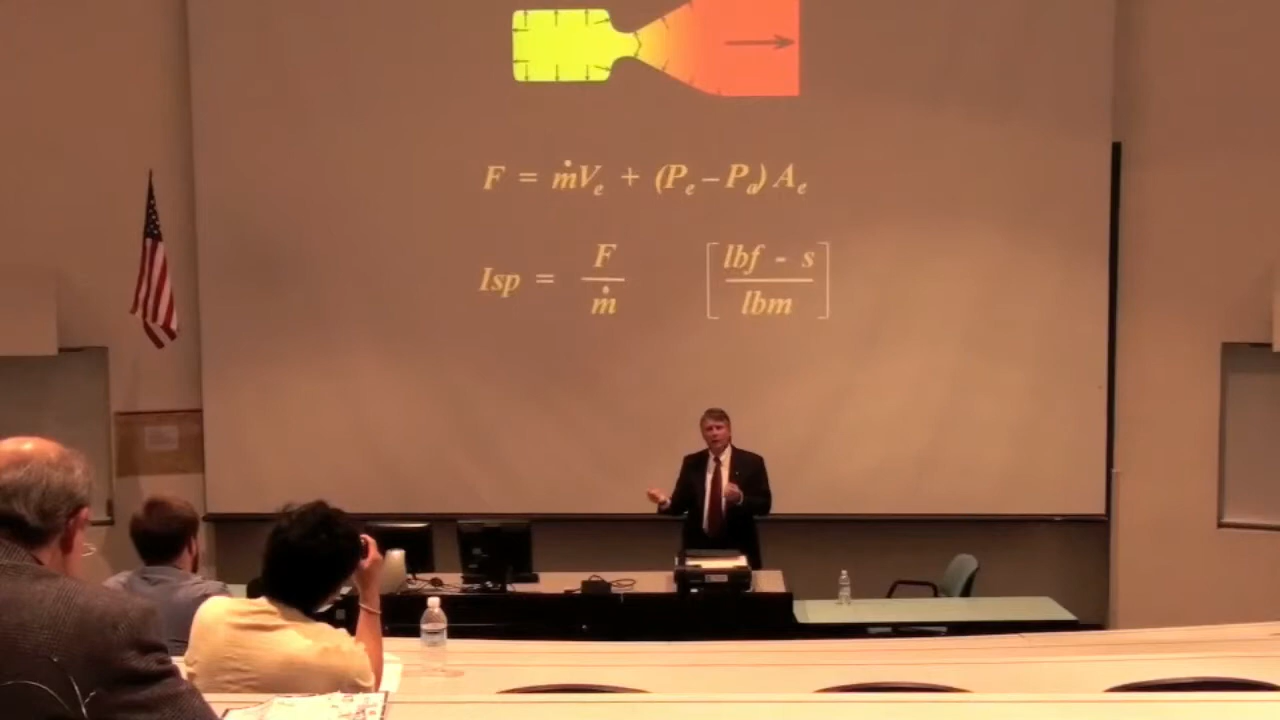 F = ṁVₑ + (Pₑ – Pₐ) Aₑ
Isp = F / ṁ [lbf - s / lbm]